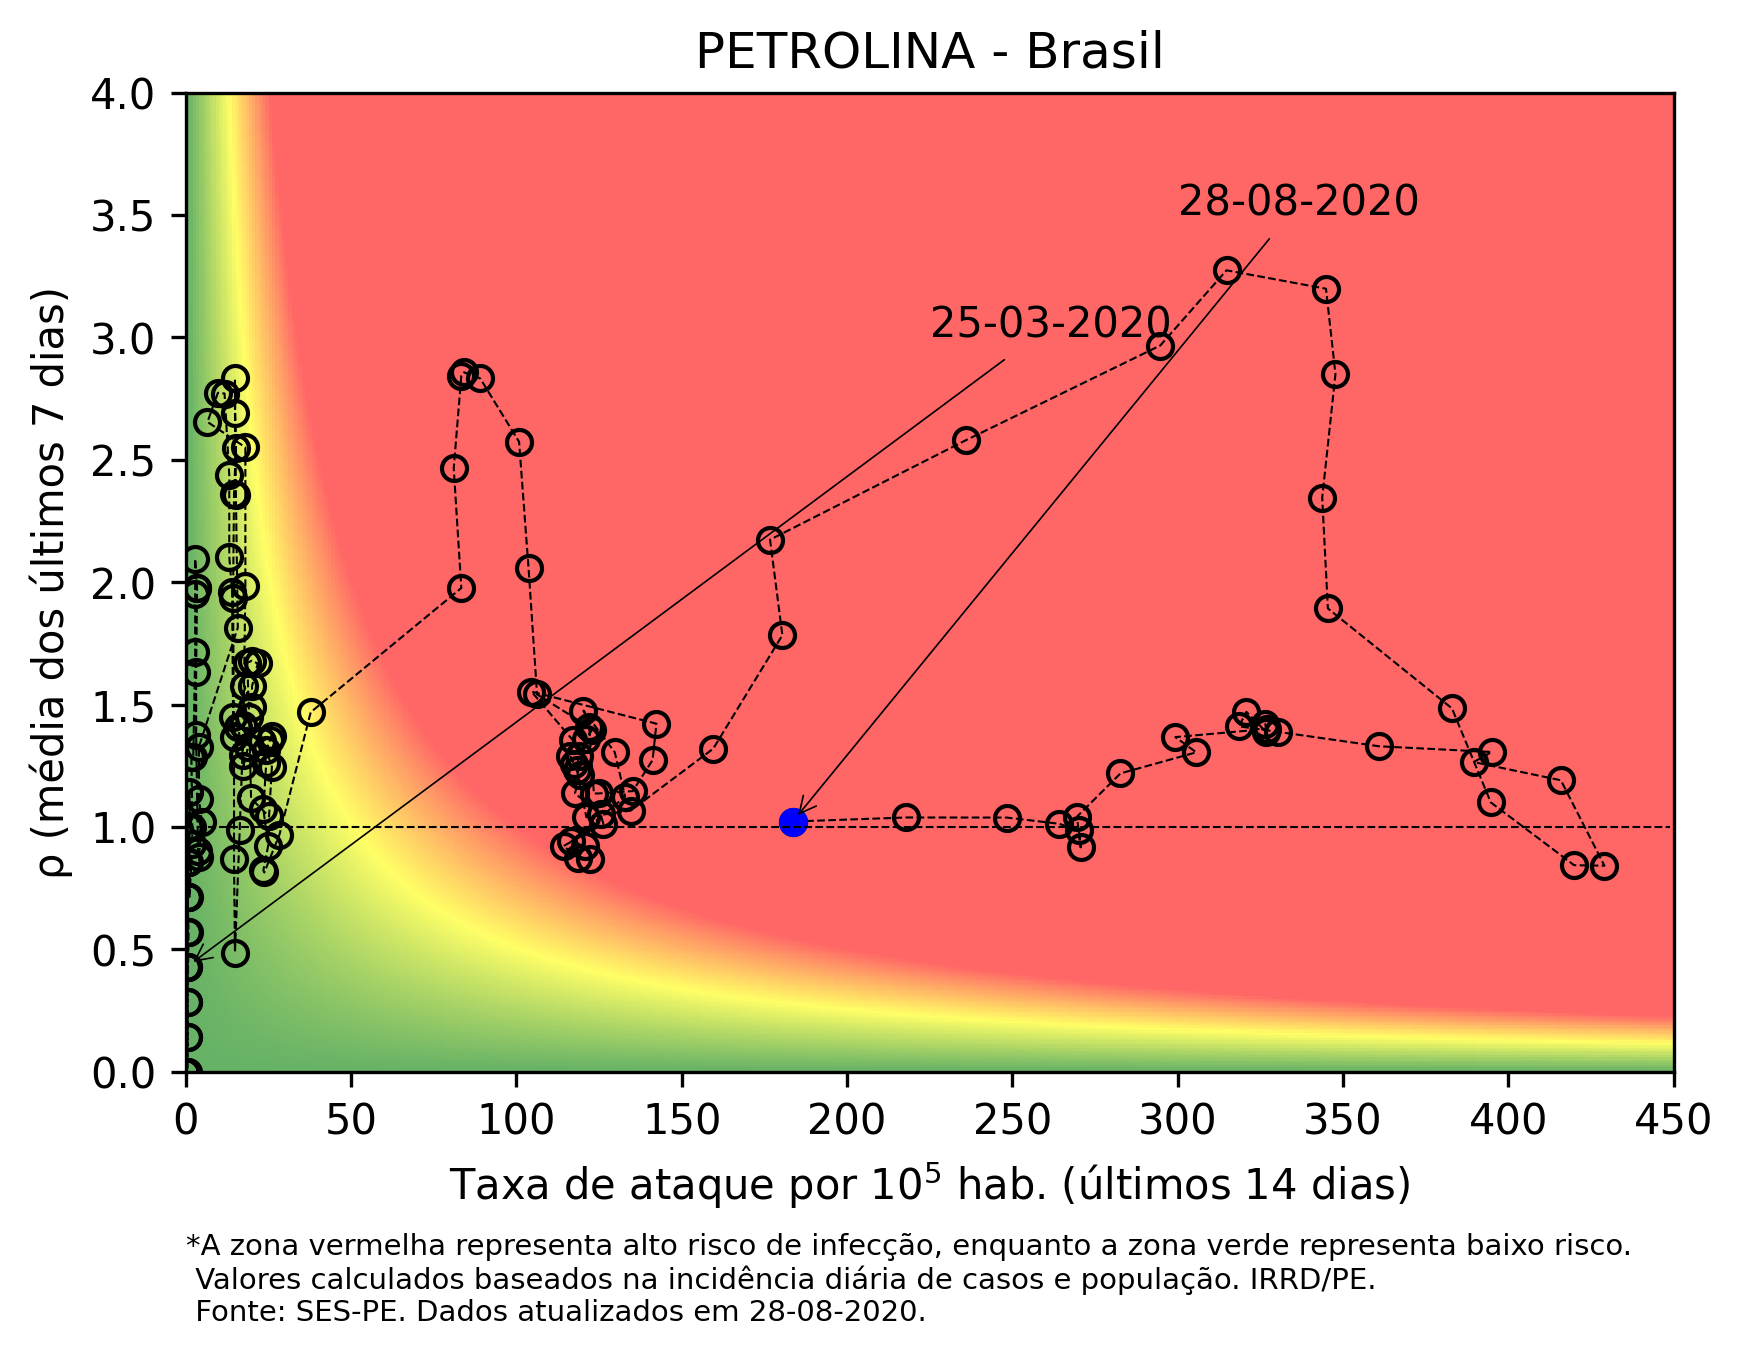 PETROLINA - Brasil
4.0
3.5
3.0
2.5
2.0
1.5
1.0
0.5
0.0
ρ (média dos últimos 7 dias)
28-08-2020
25-03-2020
0 50 100 150 200 250 300 350 400 450
Taxa de ataque por 10⁵ hab. (últimos 14 dias)
*A zona vermelha representa alto risco de infecção, enquanto a zona verde representa baixo risco.
Valores calculados baseados na incidência diária de casos e população. IRRD/PE.
Fonte: SES-PE. Dados atualizados em 28-08-2020.